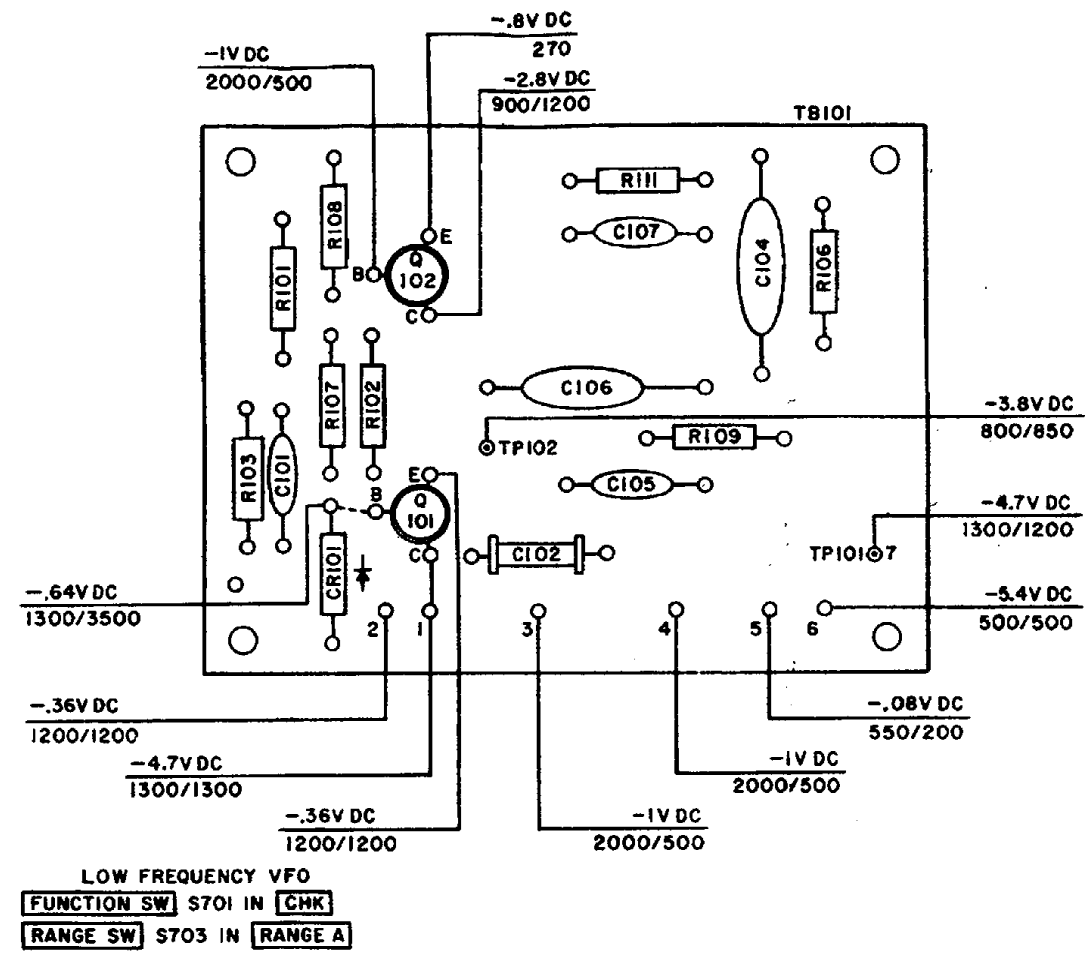 -.8V DC
270
-1V DC
2000/500
-2.8V DC
900/1200
TB101
R111
R108
C107
E
Q
102
B
C
R101
C104
R106
R107
R102
C106
-3.8V DC
800/850
R109
TP102
R103
C101
E
B
Q
101
C
C105
-4.7V DC
1300/1200
C102
TP101
7
CR101
-.64V DC
1300/3500
-5.4V DC
500/500
2
1
3
4
5
6
-.36V DC
1200/1200
-.08V DC
550/200
-4.7V DC
1300/1300
-1V DC
2000/500
-.36V DC
1200/1200
-1V DC
2000/500
LOW FREQUENCY VFO
FUNCTION SW S701 IN CHK
RANGE SW S703 IN RANGE A